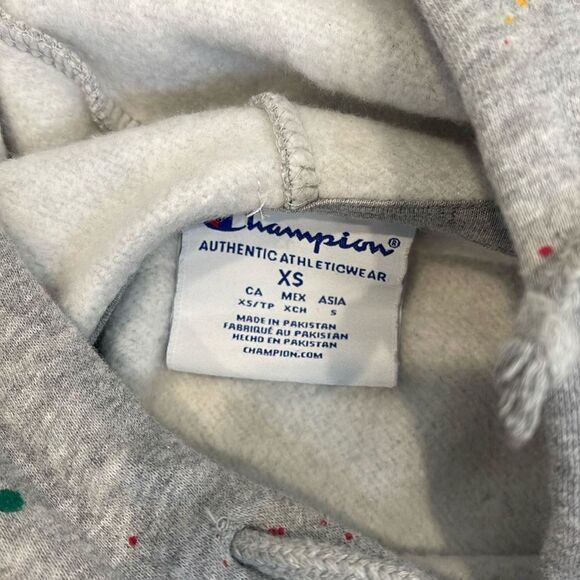 Champion®
AUTHENTIC ATHLETICWEAR
XS
CA MEX ASIA
XS/TP XCH S
MADE IN PAKISTAN
FABRIQUÉ AU PAKISTAN
HECHO EN PAKISTAN
CHAMPION.COM